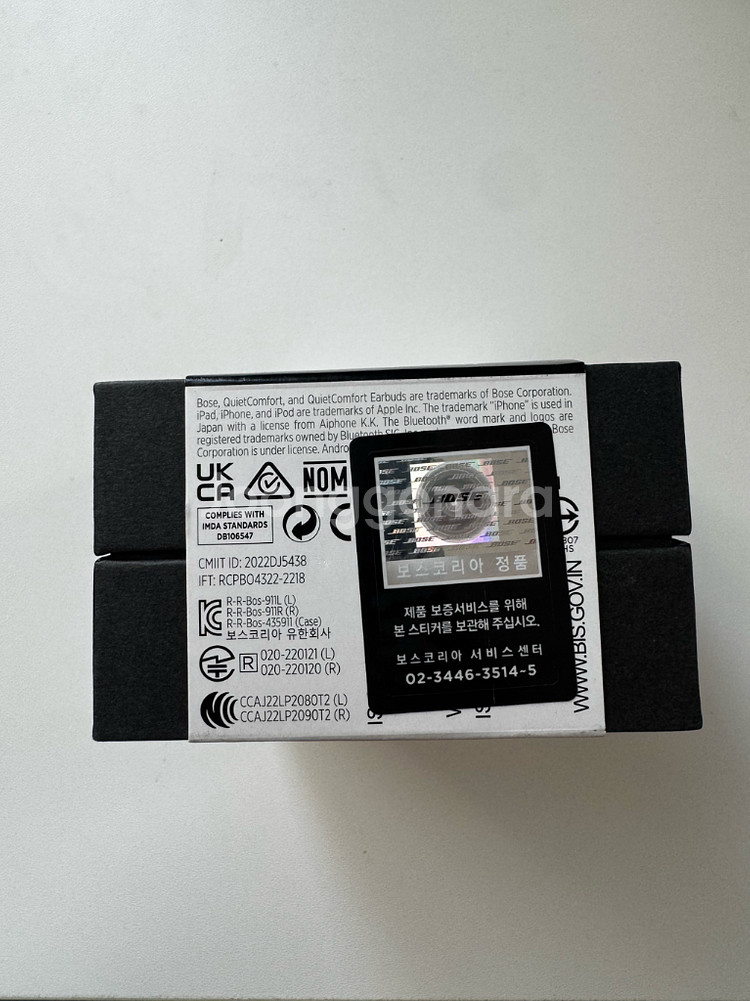 Bose, QuietComfort, and QuietComfort Earbuds are trademarks of Bose Corporation.
iPad, iPhone, and iPod are trademarks of Apple Inc. The trademark "iPhone" is used in
Japan with a license from Aiphone K.K. The Bluetooth® word mark and logos are
registered trademarks owned by Bluetooth SIG, Bose
Corporation is under license.
UK
CA
NOM
COMPLIES WITH
IMDA STANDARDS
DB106547
CMIIT ID: 2022DJ5438
IFT: RCPBO4322-2218
R-R-Bos-911L (L)
R-R-Bos-911R (R)
R-R-Bos-435911 (Case)
보스코리아 유한회사
R 020-220121 (L)
020-220120 (R)
CCAJ22LP2080T2 (L)
CCAJ22LP2090T2 (R)
BOSE
보스코리아 정품
제품 보증서비스를 위해
본 스티커를 보관해 주십시오.
보스코리아 서비스 센터
02-3446-3514~5
WWW.BIS.GOV.IN